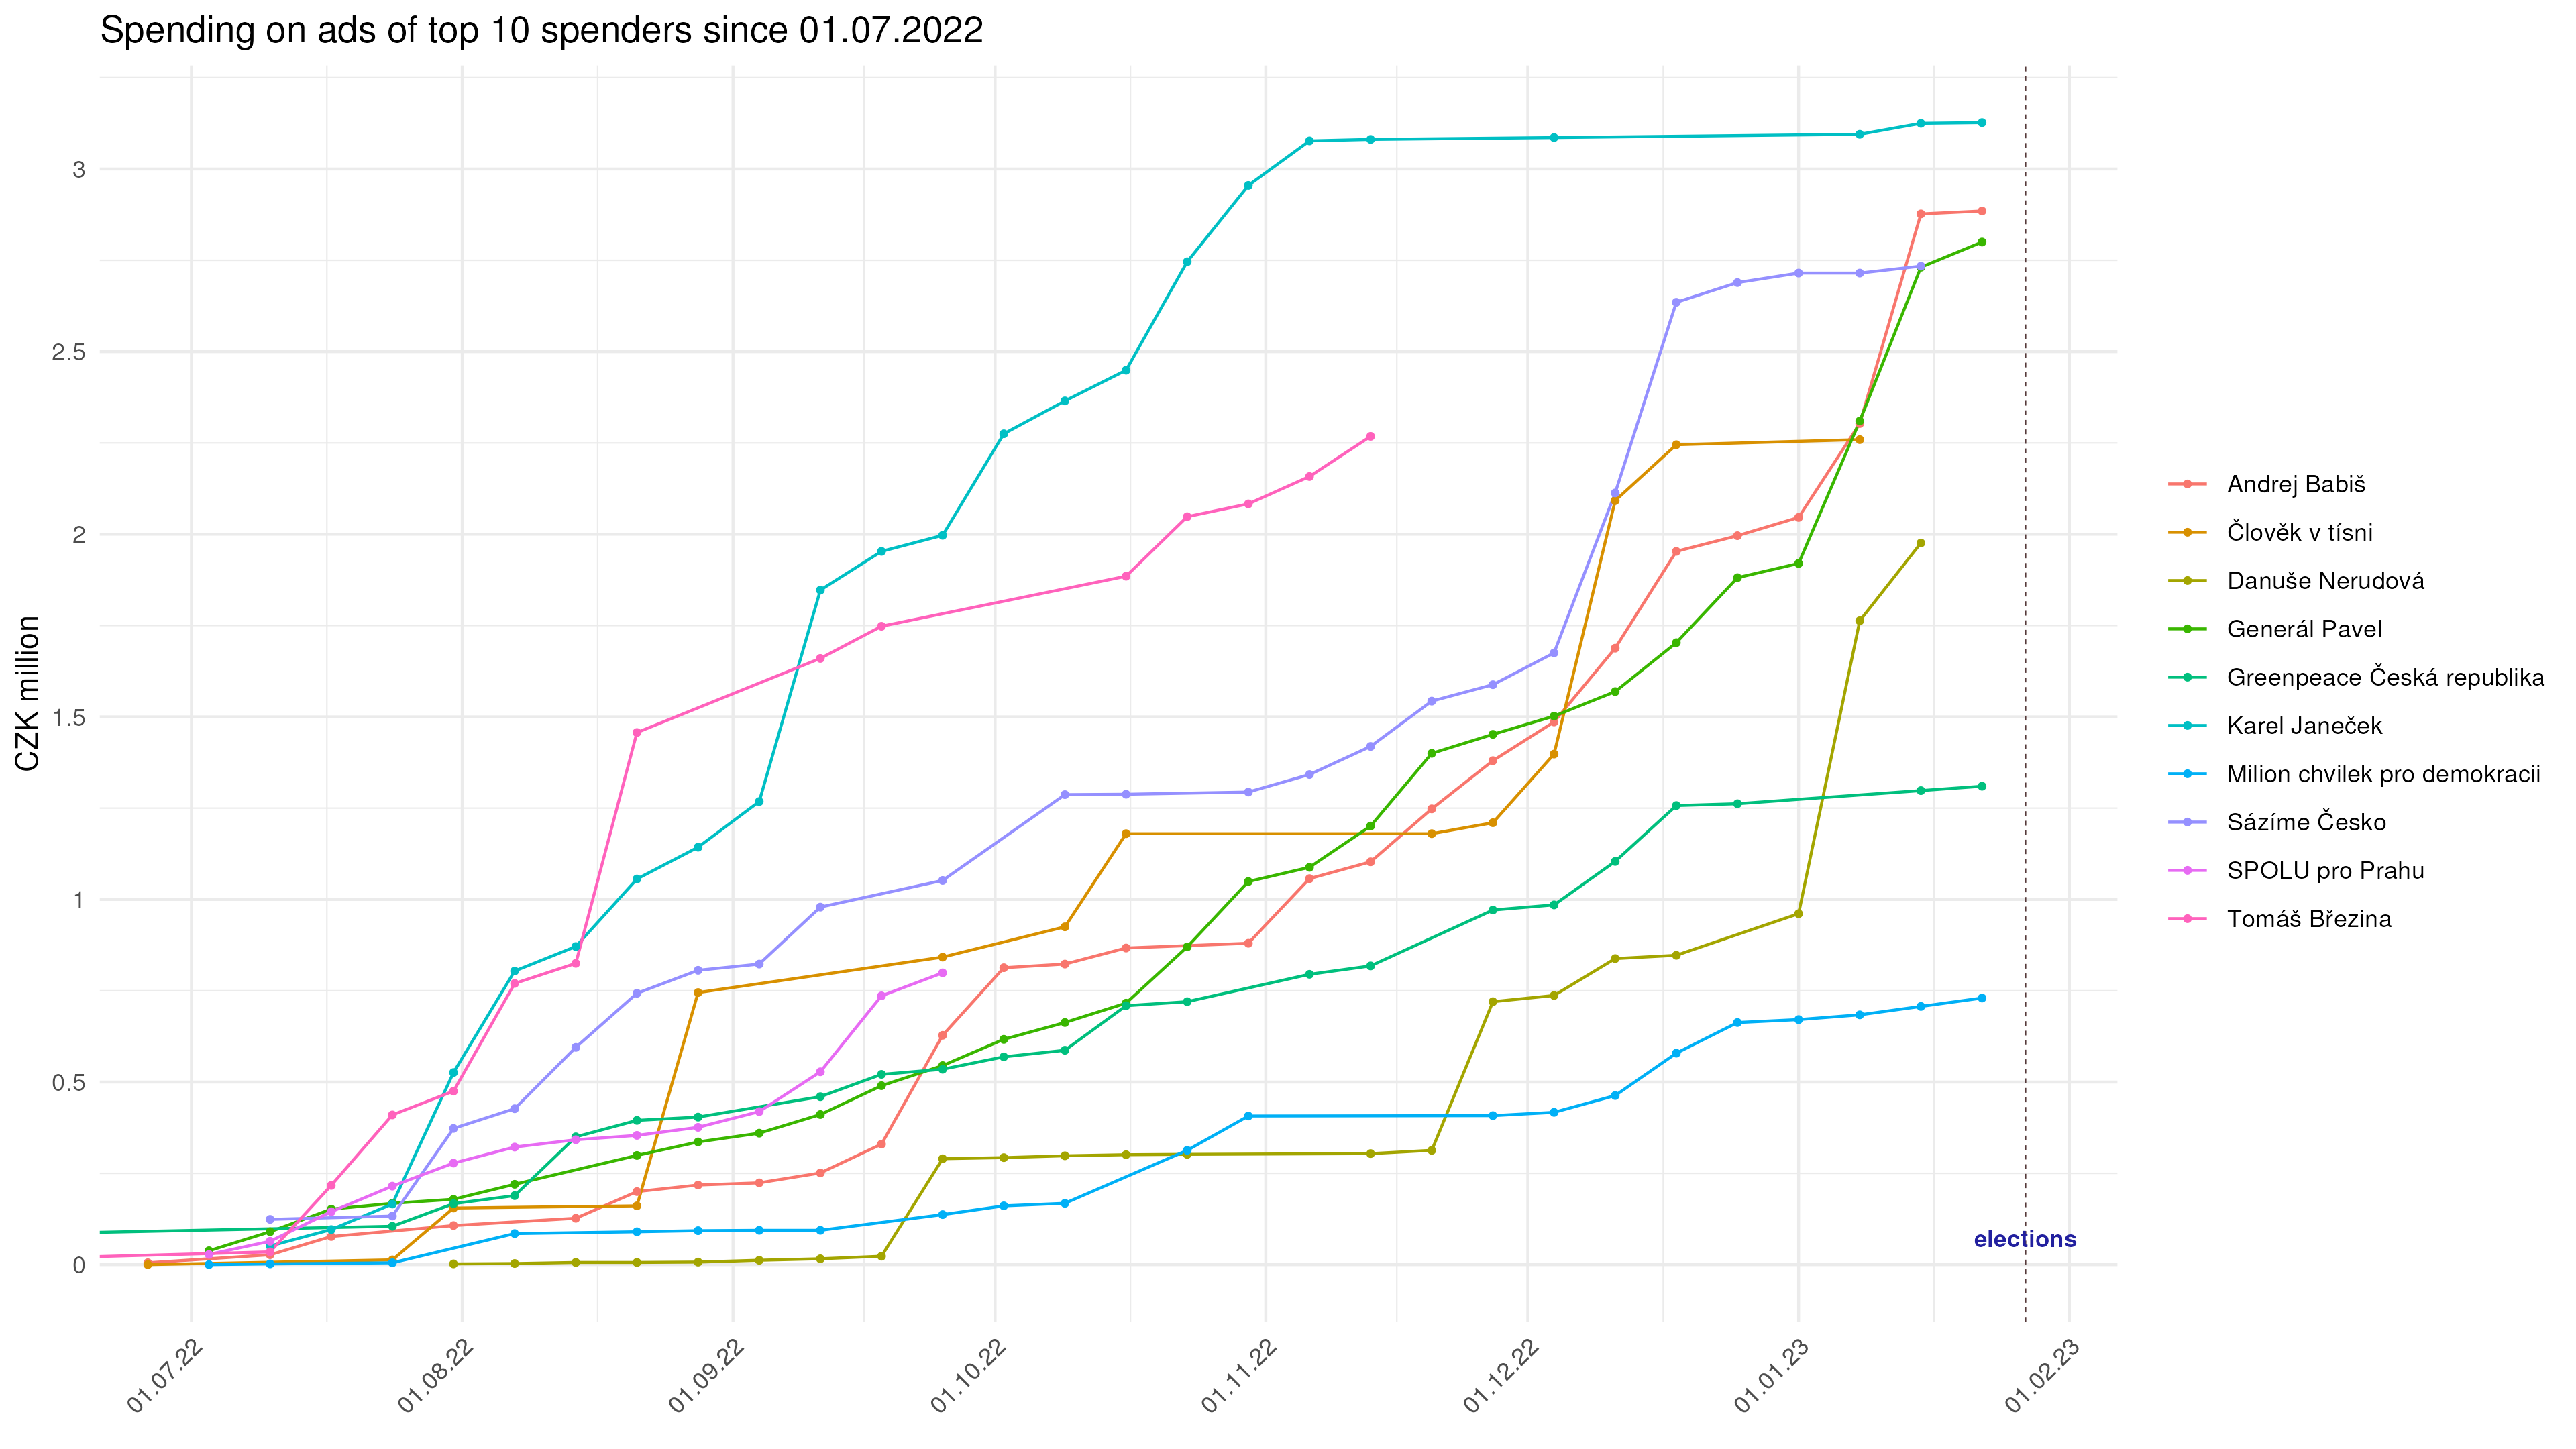 Spending on ads of top 10 spenders since 01.07.2022
CZK million
3
2.5
2
1.5
1
0.5
0
01.07.22
01.08.22
01.09.22
01.10.22
01.11.22
01.12.22
01.01.23
01.02.23
elections
Andrej Babiš
Člověk v tísni
Danuše Nerudová
Generál Pavel
Greenpeace Česká republika
Karel Janeček
Milion chvilek pro demokracii
Sázíme Česko
SPOLU pro Prahu
Tomáš Březina